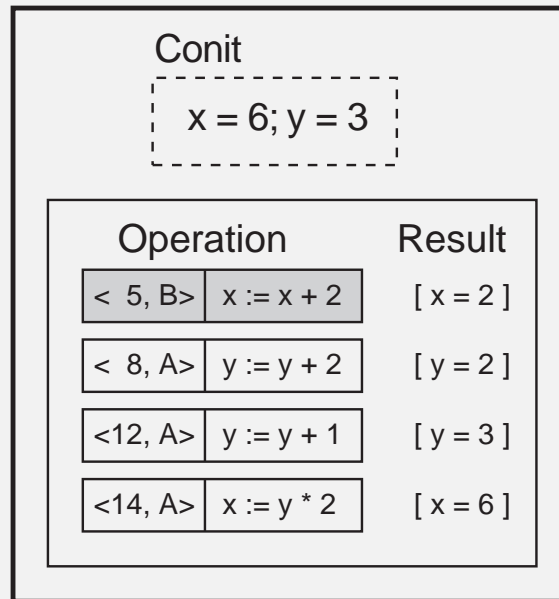 Conit
x = 6; y = 3
Operation Result
< 5, B> x := x + 2 [ x = 2 ]
< 8, A> y := y + 2 [ y = 2 ]
<12, A> y := y + 1 [ y = 3 ]
<14, A> x := y * 2 [ x = 6 ]